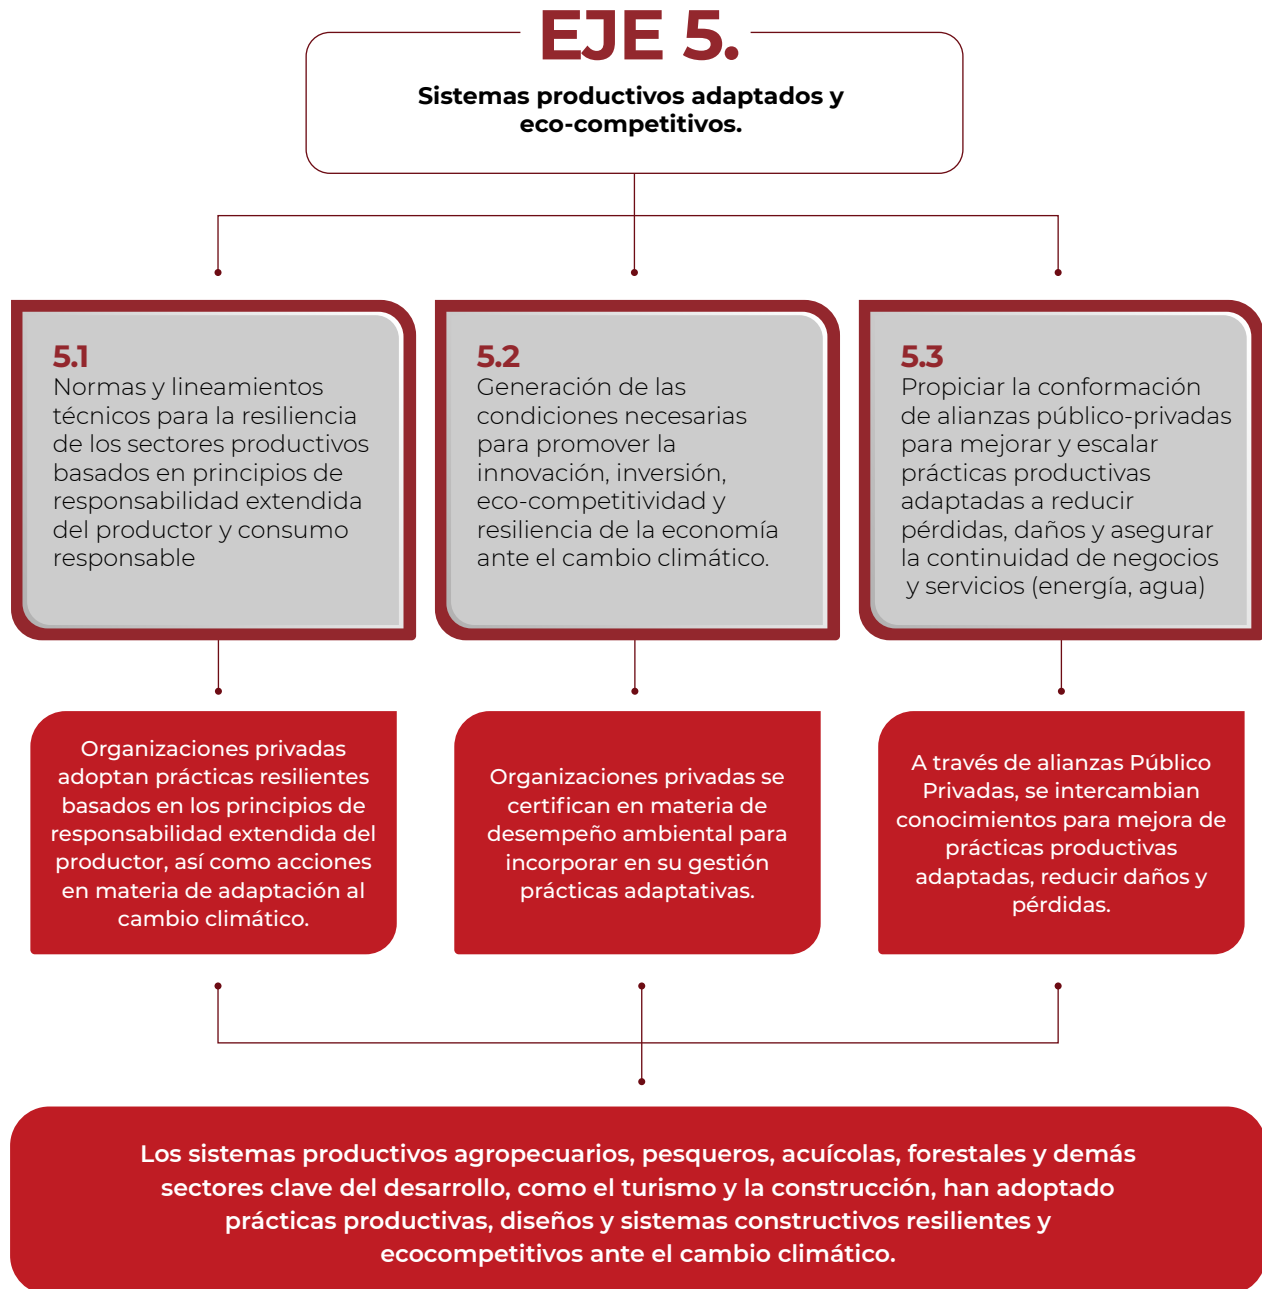 EJE 5.
Sistemas productivos adaptados y
eco-competitivos.
5.1
Normas y lineamientos
técnicos para la resiliencia
de los sectores productivos
basados en principios de
responsabilidad extendida
del productor y consumo
responsable
5.2
Generación de las
condiciones necesarias
para promover la
innovación, inversión,
eco-competitividad y
resiliencia de la economía
ante el cambio climático.
5.3
Propiciar la conformación
de alianzas público-privadas
para mejorar y escalar
prácticas productivas
adaptadas a reducir
pérdidas, daños y asegurar
la continuidad de negocios
y servicios (energía, agua)
Organizaciones privadas
adoptan prácticas resilientes
basados en los principios de
responsabilidad extendida del
productor, así como acciones
en materia de adaptación al
cambio climático.
Organizaciones privadas se
certifican en materia de
desempeño ambiental para
incorporar en su gestión
prácticas adaptativas.
A través de alianzas Público
Privadas, se intercambian
conocimientos para mejora de
prácticas productivas
adaptadas, reducir daños y
pérdidas.
Los sistemas productivos agropecuarios, pesqueros, acuícolas, forestales y demás
sectores clave del desarrollo, como el turismo y la construcción, han adoptado
prácticas productivas, diseños y sistemas constructivos resilientes y
ecocompetitivos ante el cambio climático.